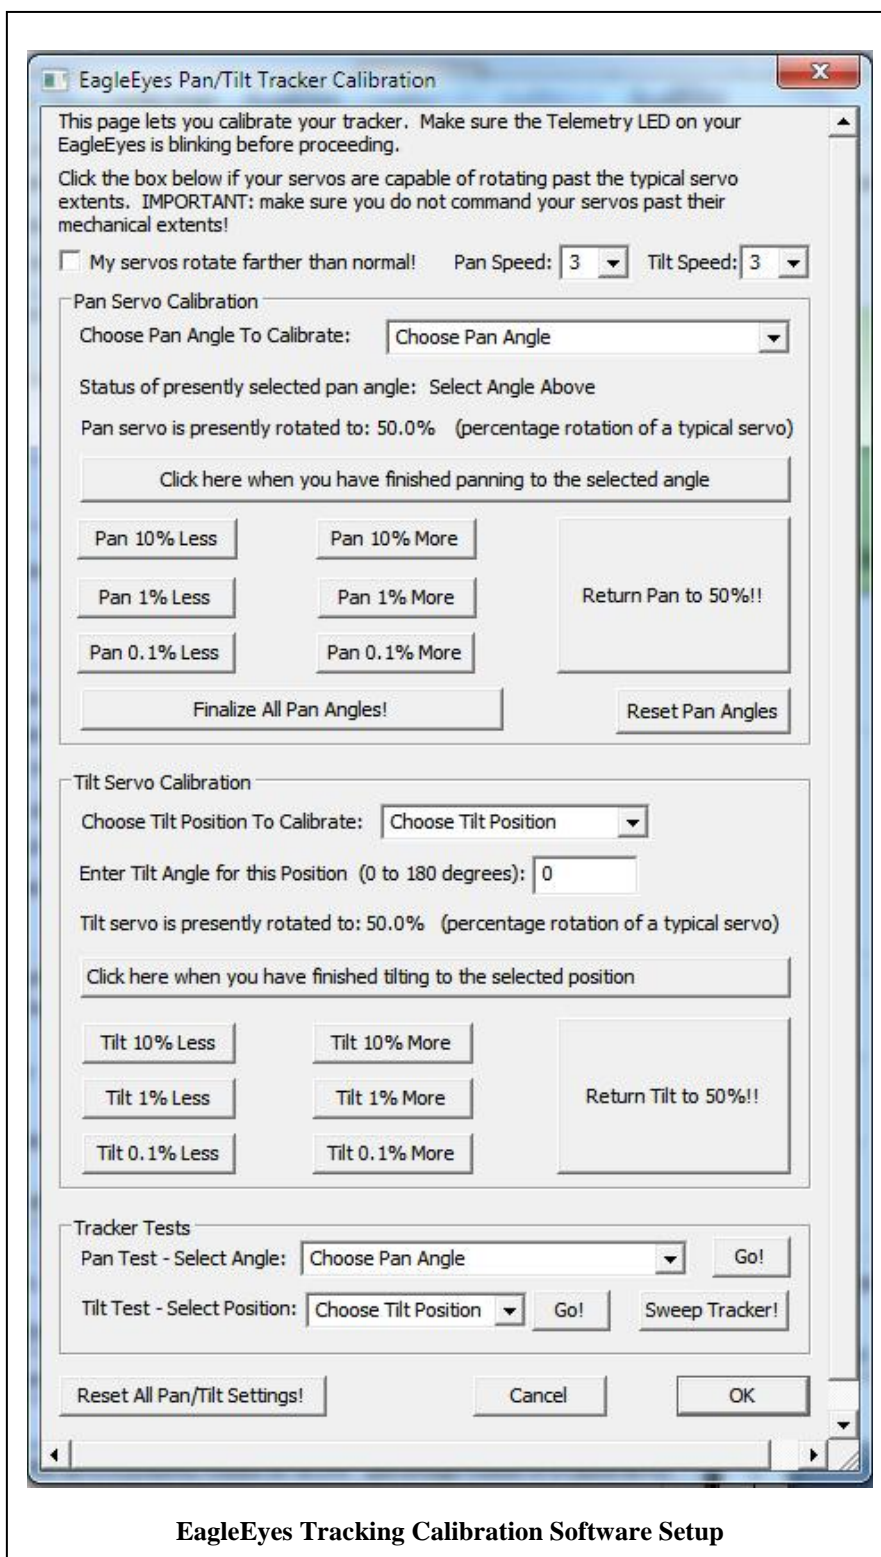 EagleEyes Pan/Tilt Tracker Calibration
This page lets you calibrate your tracker. Make sure the Telemetry LED on your
EagleEyes is blinking before proceeding.
Click the box below if your servos are capable of rotating past the typical servo
extents. IMPORTANT: make sure you do not command your servos past their
mechanical extents!
My servos rotate farther than normal! Pan Speed: 3 Tilt Speed: 3
Pan Servo Calibration
Choose Pan Angle To Calibrate: Choose Pan Angle
Status of presently selected pan angle: Select Angle Above
Pan servo is presently rotated to: 50.0% (percentage rotation of a typical servo)
Click here when you have finished panning to the selected angle
Pan 10% Less Pan 10% More
Pan 1% Less Pan 1% More Return Pan to 50%!!
Pan 0.1% Less Pan 0.1% More
Finalize All Pan Angles! Reset Pan Angles
Tilt Servo Calibration
Choose Tilt Position To Calibrate: Choose Tilt Position
Enter Tilt Angle for this Position (0 to 180 degrees): 0
Tilt servo is presently rotated to: 50.0% (percentage rotation of a typical servo)
Click here when you have finished tilting to the selected position
Tilt 10% Less Tilt 10% More
Tilt 1% Less Tilt 1% More Return Tilt to 50%!!
Tilt 0.1% Less Tilt 0.1% More
Tracker Tests
Pan Test - Select Angle: Choose Pan Angle Go!
Tilt Test - Select Position: Choose Tilt Position Go! Sweep Tracker!
Reset All Pan/Tilt Settings! Cancel OK
EagleEyes Tracking Calibration Software Setup